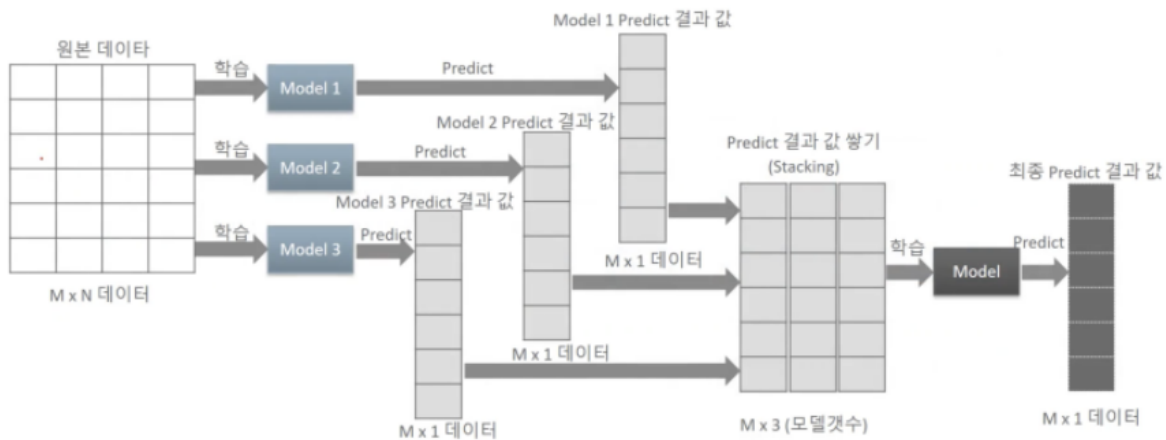 Model 1 Predict 결과 값
원본 데이타
학습
Model 1
Predict
Model 2 Predict 결과 값
학습
Model 2
Predict
Predict 결과 값 쌓기
(Stacking)
최종 Predict 결과 값
Model 3 Predict 결과 값
학습
Model 3
Predict
학습
Model
Predict
M x 1 데이터
M x N 데이터
M x 1 데이터
M x 3 (모델갯수)
M x 1 데이터
M x 1 데이터